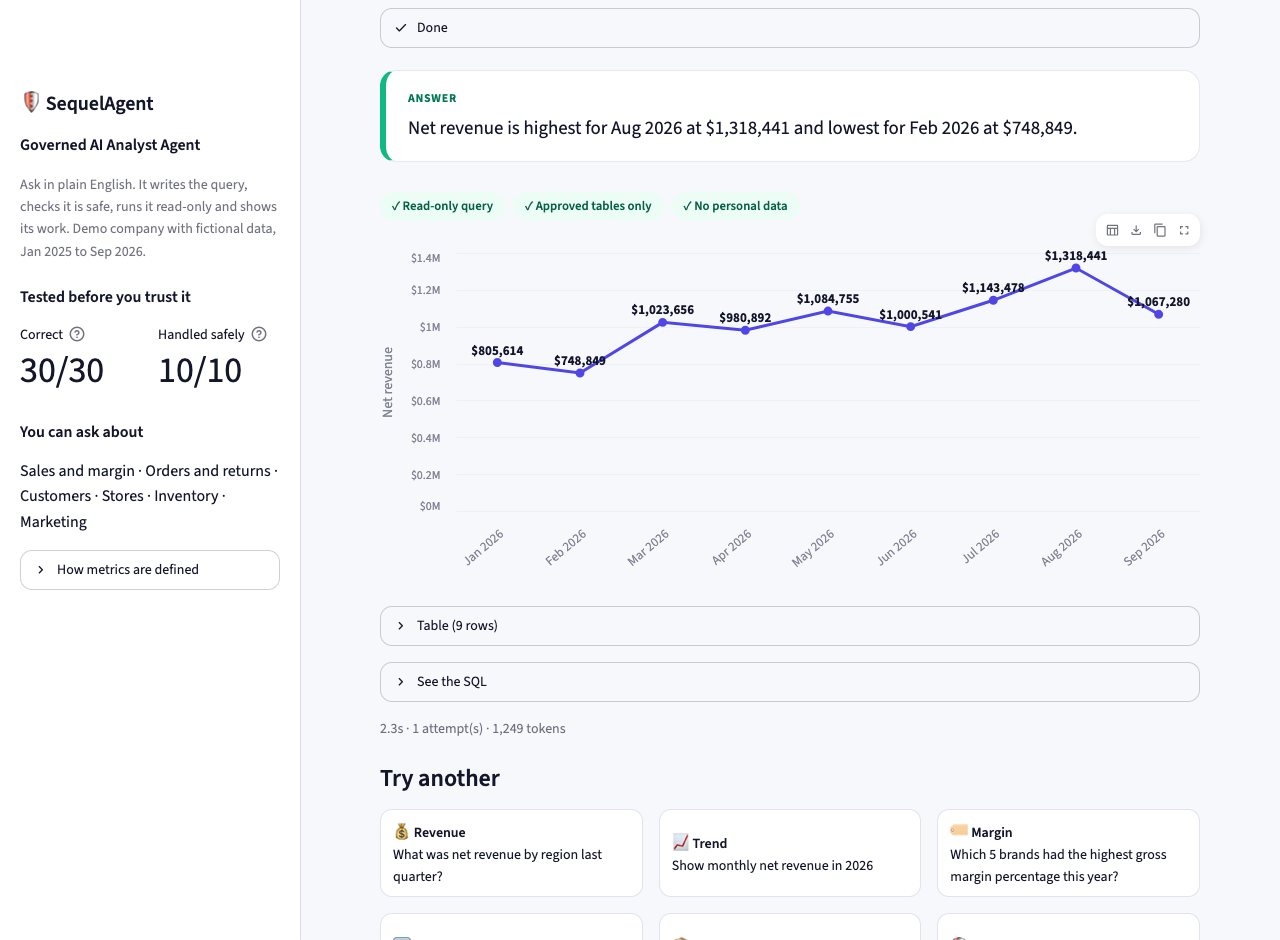 SequelAgent
Governed AI Analyst Agent
Ask in plain English. It writes the query,
checks it is safe, runs it read-only and shows
its work. Demo company with fictional data,
Jan 2025 to Sep 2026.
Tested before you trust it
Correct
Handled safely
30/30
10/10
You can ask about
Sales and margin · Orders and returns ·
Customers · Stores · Inventory ·
Marketing
How metrics are defined
Done
ANSWER
Net revenue is highest for Aug 2026 at $1,318,441 and lowest for Feb 2026 at $748,849.
✓ Read-only query
✓ Approved tables only
✓ No personal data
Net revenue
$1.4M
$1.2M
$1M
$0.8M
$0.6M
$0.4M
$0.2M
$0M
$805,614
$748,849
$1,023,656
$980,892
$1,084,755
$1,000,541
$1,143,478
$1,318,441
$1,067,280
Jan 2026
Feb 2026
Mar 2026
Apr 2026
May 2026
Jun 2026
Jul 2026
Aug 2026
Sep 2026
Table (9 rows)
See the SQL
2.3s · 1 attempt(s) · 1,249 tokens
Try another
Revenue
What was net revenue by region last
quarter?
Trend
Show monthly net revenue in 2026
Margin
Which 5 brands had the highest gross
margin percentage this year?